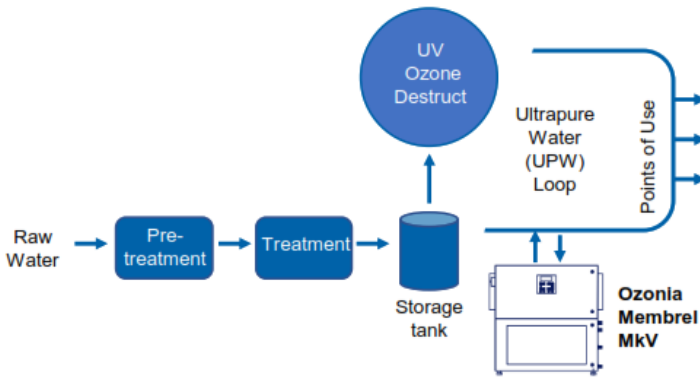 UV
Ozone
Destruct
Ultrapure
Water
(UPW)
Loop
Points of Use
Raw
Water
Pre-
treatment
Treatment
Storage
tank
Ozonia
Membrel
MkV